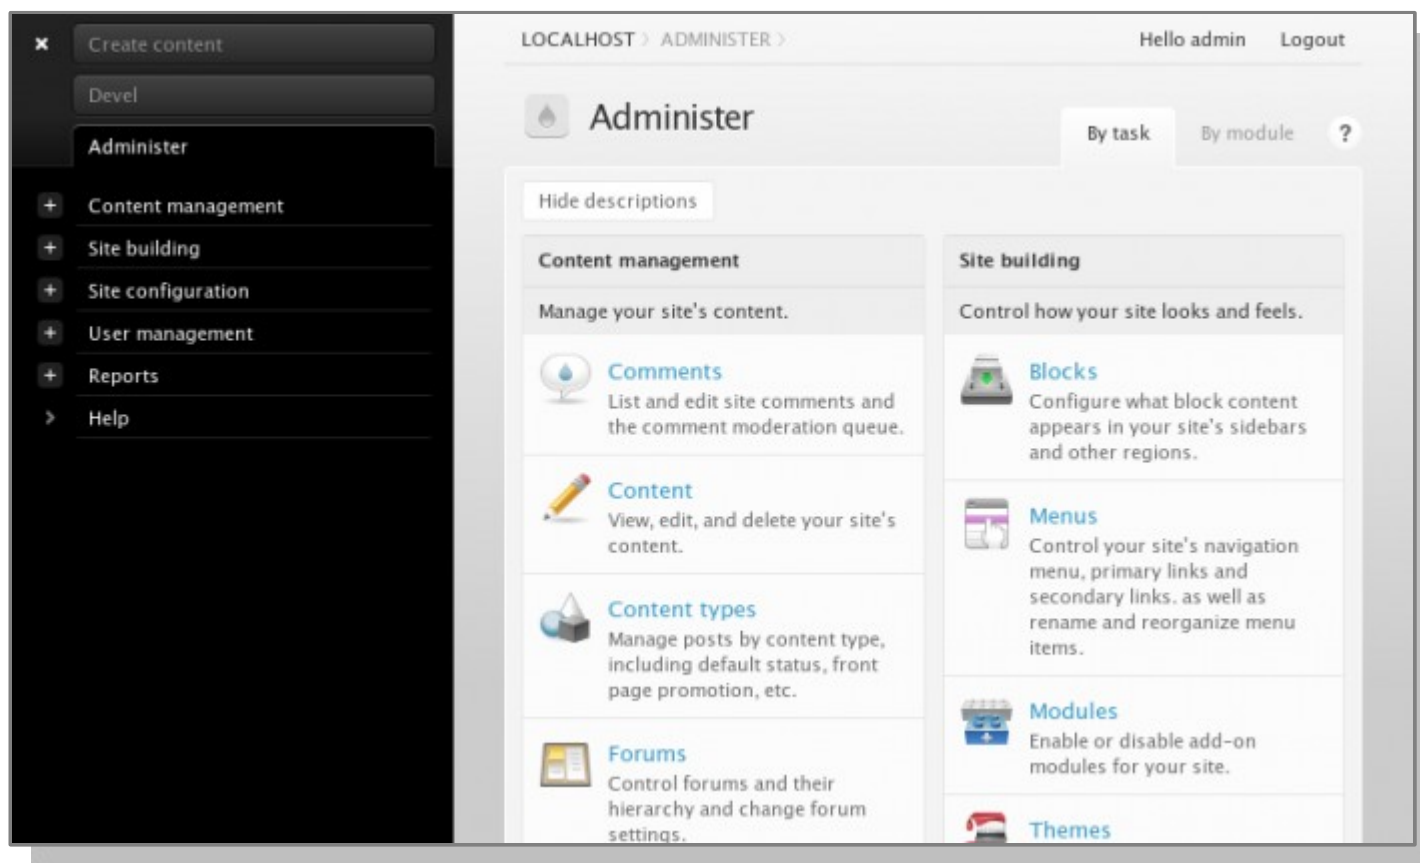 Create content
Devel
Administer
Content management
Site building
Site configuration
User management
Reports
Help
LOCALHOST ADMINISTER
Hello admin Logout
Administer
By task By module ?
Hide descriptions
Content management
Manage your site's content.
Comments
List and edit site comments and
the comment moderation queue.
Content
View, edit, and delete your site's
content.
Content types
Manage posts by content type,
including default status, front
page promotion, etc.
Forums
Control forums and their
hierarchy and change forum
settings.
Site building
Control how your site looks and feels.
Blocks
Configure what block content
appears in your site's sidebars
and other regions.
Menus
Control your site's navigation
menu, primary links and
secondary links. as well as
rename and reorganize menu
items.
Modules
Enable or disable add-on
modules for your site.
Themes